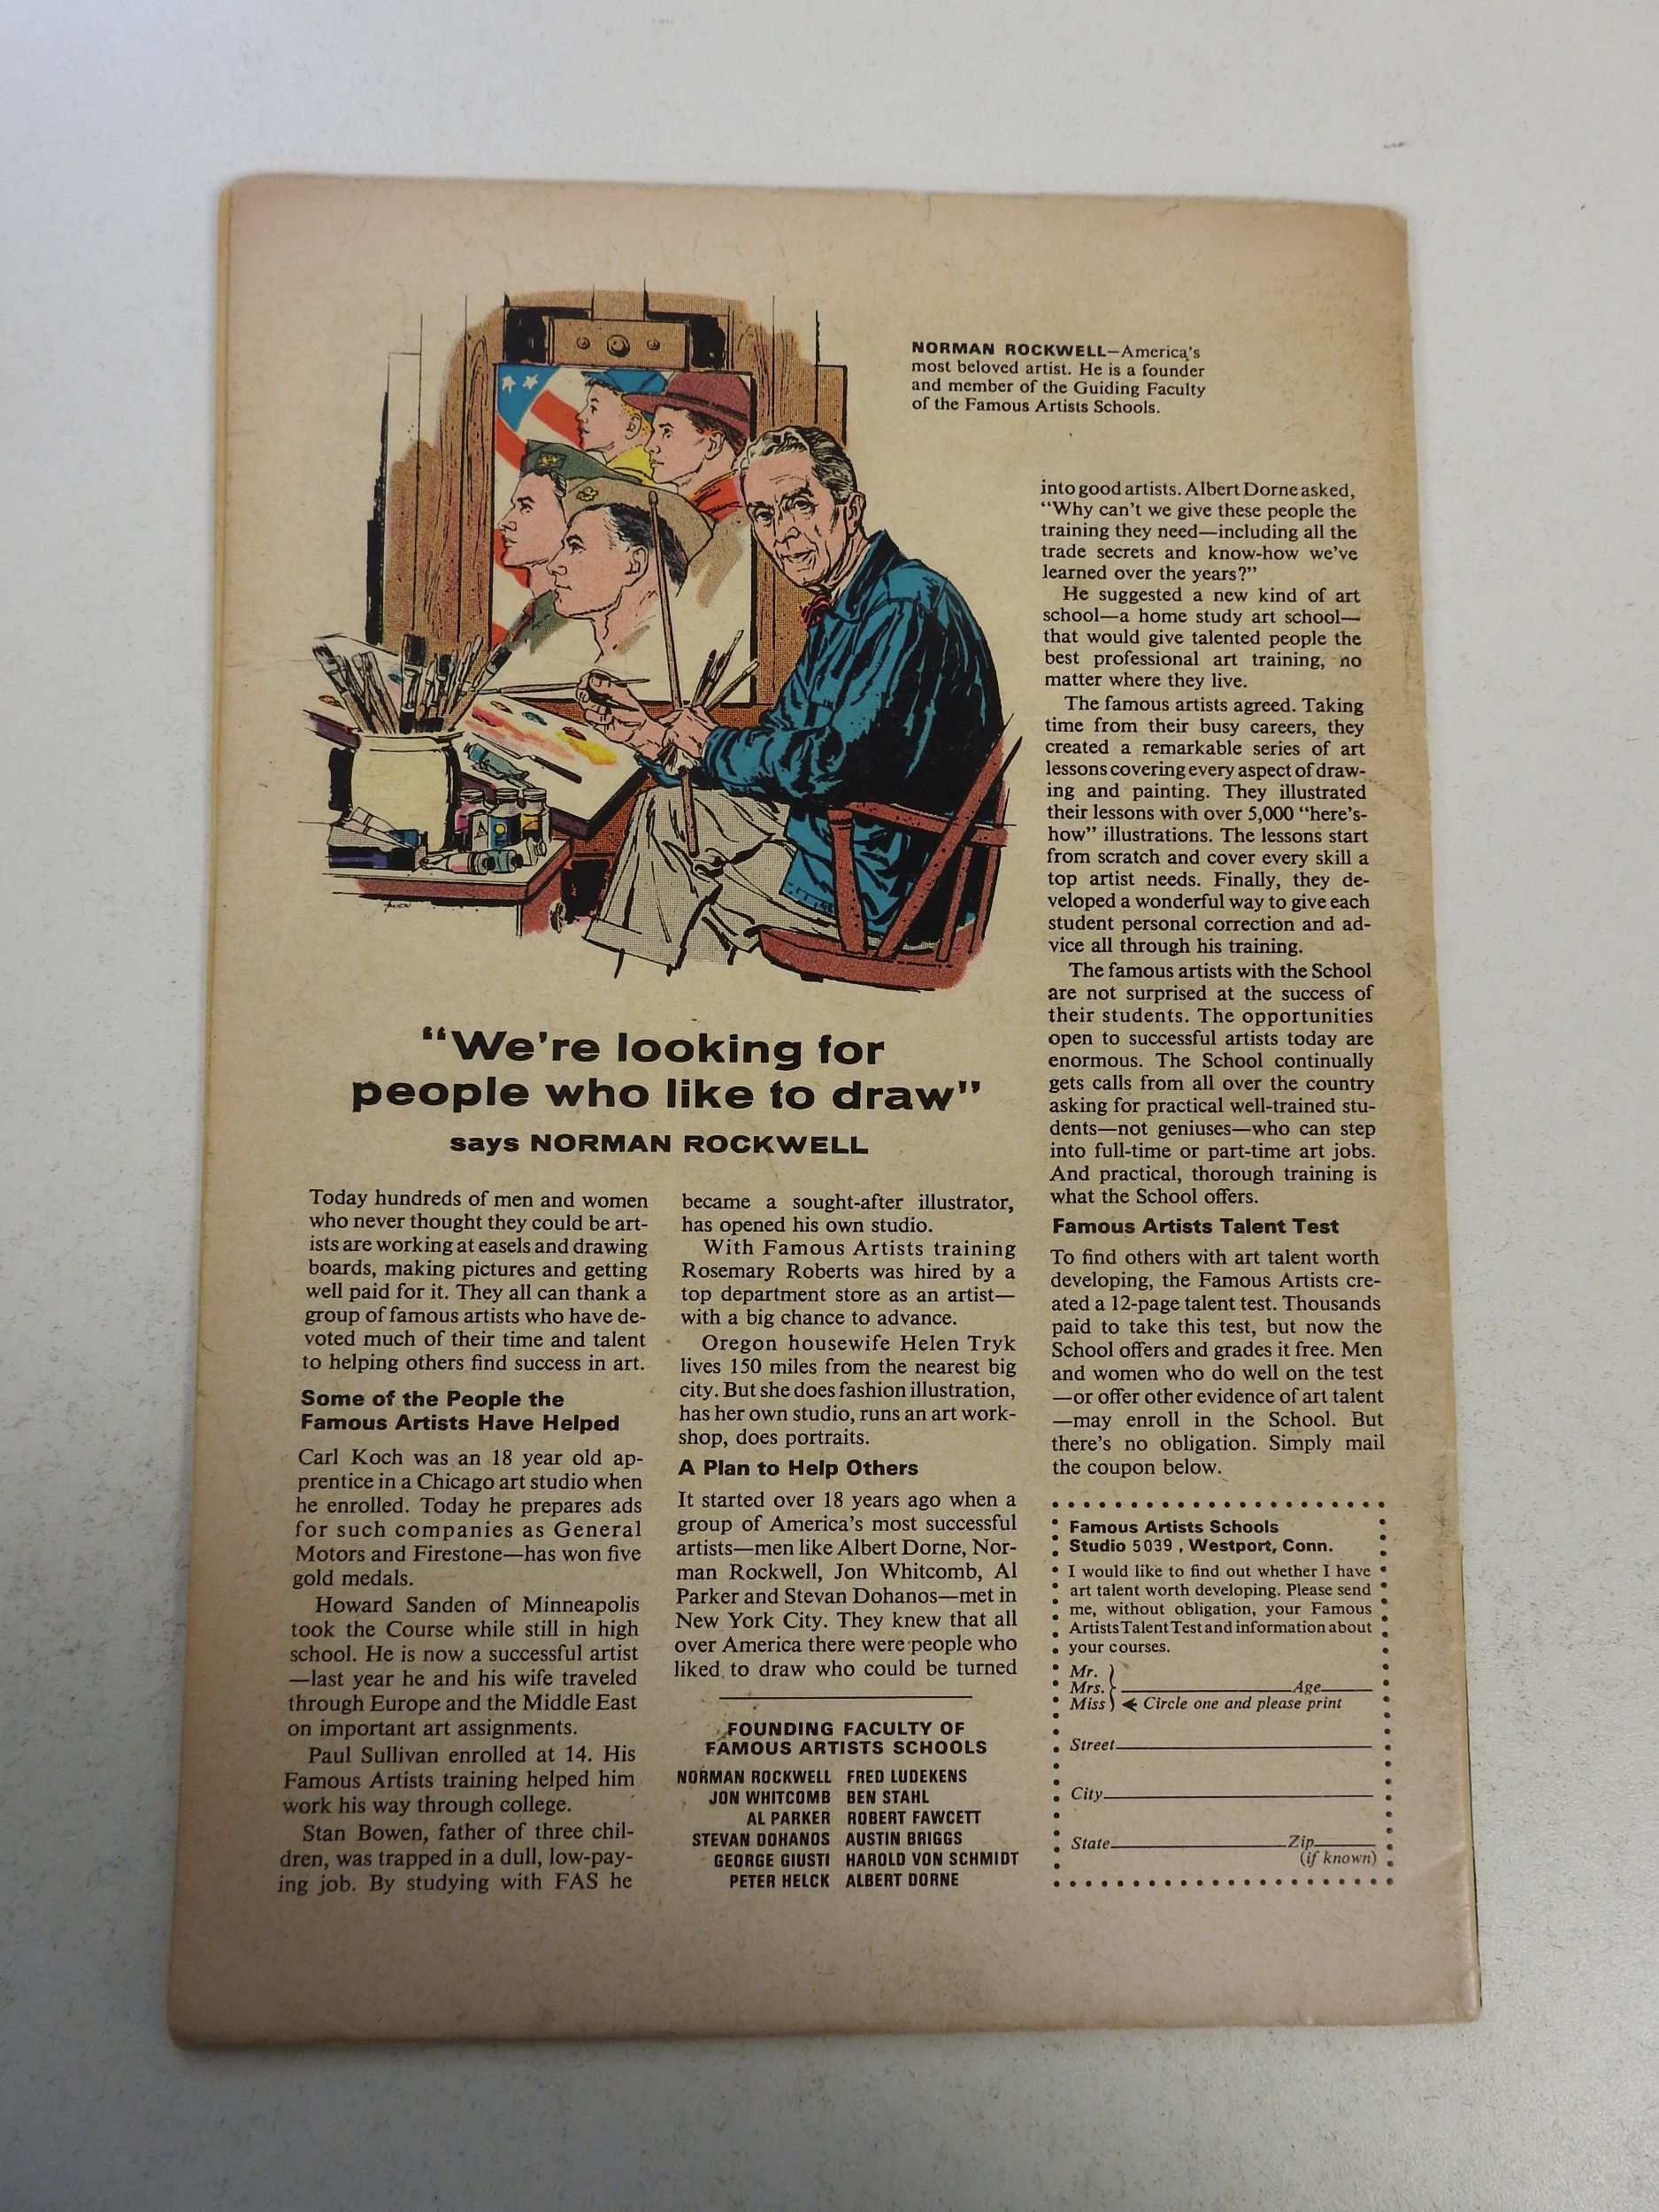 NORMAN ROCKWELL—America's
most beloved artist. He is a founder
and member of the Guiding Faculty
of the Famous Artists Schools.
"We're looking for
people who like to draw"
says NORMAN ROCKWELL
Today hundreds of men and women
who never thought they could be art-
ists are working at easels and drawing
boards, making pictures and getting
well paid for it. They all can thank a
group of famous artists who have de-
voted much of their time and talent
to helping others find success in art.
Some of the People the
Famous Artists Have Helped
Carl Koch was an 18 year old ap-
prentice in a Chicago art studio when
he enrolled. Today he prepares ads
for such companies as General
Motors and Firestone—has won five
gold medals.
Howard Sanden of Minneapolis
took the Course while still in high
school. He is now a successful artist
—last year he and his wife traveled
through Europe and the Middle East
on important art assignments.
Paul Sullivan enrolled at 14. His
Famous Artists training helped him
work his way through college.
Stan Bowen, father of three chil-
dren, was trapped in a dull, low-pay-
ing job. By studying with FAS he
became a sought-after illustrator,
has opened his own studio.
With Famous Artists training
Rosemary Roberts was hired by a
top department store as an artist—
with a big chance to advance.
Oregon housewife Helen Tryk
lives 150 miles from the nearest big
city. But she does fashion illustration,
has her own studio, runs an art work-
shop, does portraits.
A Plan to Help Others
It started over 18 years ago when a
group of America's most successful
artists—men like Albert Dorne, Nor-
man Rockwell, Jon Whitcomb, Al
Parker and Stevan Dohanos—met in
New York City. They knew that all
over America there were people who
liked to draw who could be turned
into good artists. Albert Dorne asked,
"Why can't we give these people the
training they need—including all the
trade secrets and know-how we've
learned over the years?"
He suggested a new kind of art
school—a home study art school—
that would give talented people the
best professional art training, no
matter where they live.
The famous artists agreed. Taking
time from their busy careers, they
created a remarkable series of art
lessons covering every aspect of draw-
ing and painting. They illustrated
their lessons with over 5,000 "here's-
how" illustrations. The lessons start
from scratch and cover every skill a
top artist needs. Finally, they de-
veloped a wonderful way to give each
student personal correction and ad-
vice all through his training.
The famous artists with the School
are not surprised at the success of
their students. The opportunities
open to successful artists today are
enormous. The School continually
gets calls from all over the country
asking for practical well-trained stu-
dents—not geniuses—who can step
into full-time or part-time art jobs.
And practical, thorough training is
what the School offers.
Famous Artists Talent Test
To find others with art talent worth
developing, the Famous Artists cre-
ated a 12-page talent test. Thousands
paid to take this test, but now the
School offers and grades it free. Men
and women who do well on the test
—or offer other evidence of art talent
—may enroll in the School. But
there's no obligation. Simply mail
the coupon below.
FOUNDING FACULTY OF
FAMOUS ARTISTS SCHOOLS
NORMAN ROCKWELL FRED LUDEKENS
JON WHITCOMB BEN STAHL
AL PARKER ROBERT FAWCETT
STEVAN DOHANOS AUSTIN BRIGGS
GEORGE GIUSTI HAROLD VON SCHMIDT
PETER HELCK ALBERT DORNE
Famous Artists Schools
Studio 5039, Westport, Conn.
I would like to find out whether I have
art talent worth developing. Please send
me, without obligation, your Famous
Artists Talent Test and information about
your courses.
Mr.
Mrs. Age
Miss Circle one and please print
Street
City
State Zip
(if known)